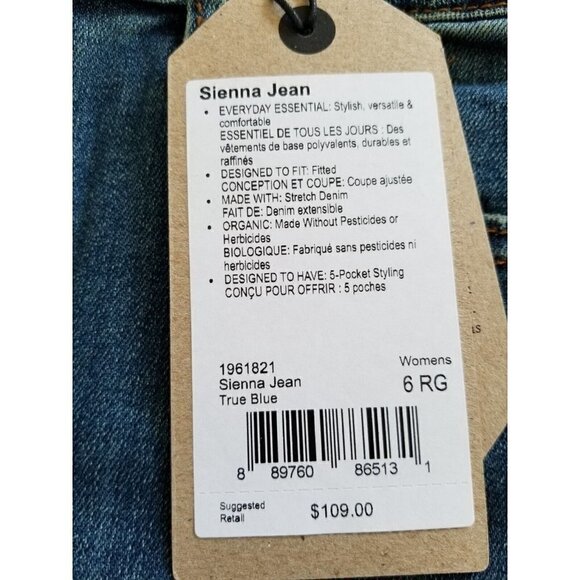 Sienna Jean
• EVERYDAY ESSENTIAL: Stylish, versatile &
comfortable
ESSENTIEL DE TOUS LES JOURS : Des
vêtements de base polyvalents, durables et
raffinés
• DESIGNED TO FIT: Fitted
CONCEPTION ET COUPE: Coupe ajustée
• MADE WITH: Stretch Denim
FAIT DE: Denim extensible
• ORGANIC: Made Without Pesticides or
Herbicides
BIOLOGIQUE: Fabriqué sans pesticides ni
herbicides
• DESIGNED TO HAVE: 5-Pocket Styling
CONÇU POUR OFFRIR : 5 poches
1961821 Womens
Sienna Jean 6 RG
True Blue
8 89760 86513 1
Suggested
Retail $109.00
LS